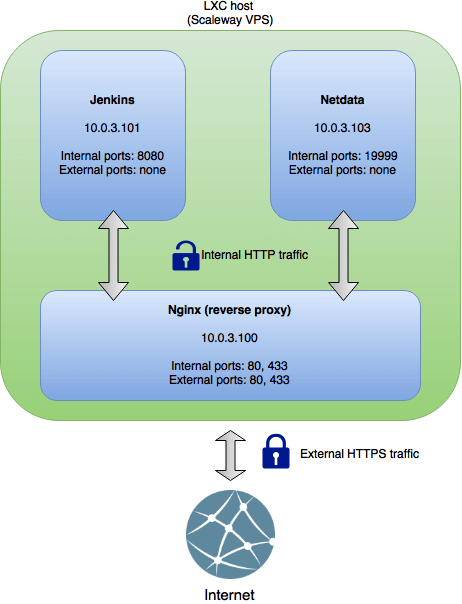 LXC host
(Scaleway VPS)
Jenkins
10.0.3.101
Internal ports: 8080
External ports: none
Netdata
10.0.3.103
Internal ports: 19999
External ports: none
Internal HTTP traffic
Nginx (reverse proxy)
10.0.3.100
Internal ports: 80, 433
External ports: 80, 433
External HTTPS traffic
Internet